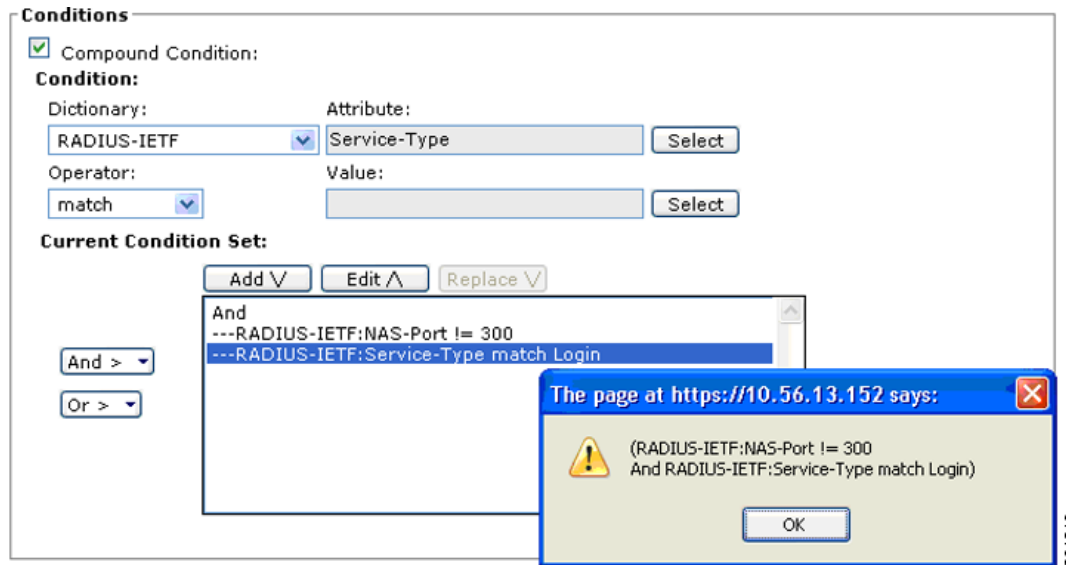 Conditions
Compound Condition:
Condition:
Dictionary: Attribute:
RADIUS-IETF Service-Type Select
Operator: Value:
match Select
Current Condition Set:
Add \/ Edit /\ Replace \/
And
---RADIUS-IETF:NAS-Port != 300
---RADIUS-IETF:Service-Type match Login
And >
Or >
The page at https://10.56.13.152 says:
(RADIUS-IETF:NAS-Port != 300
And RADIUS-IETF:Service-Type match Login)
OK